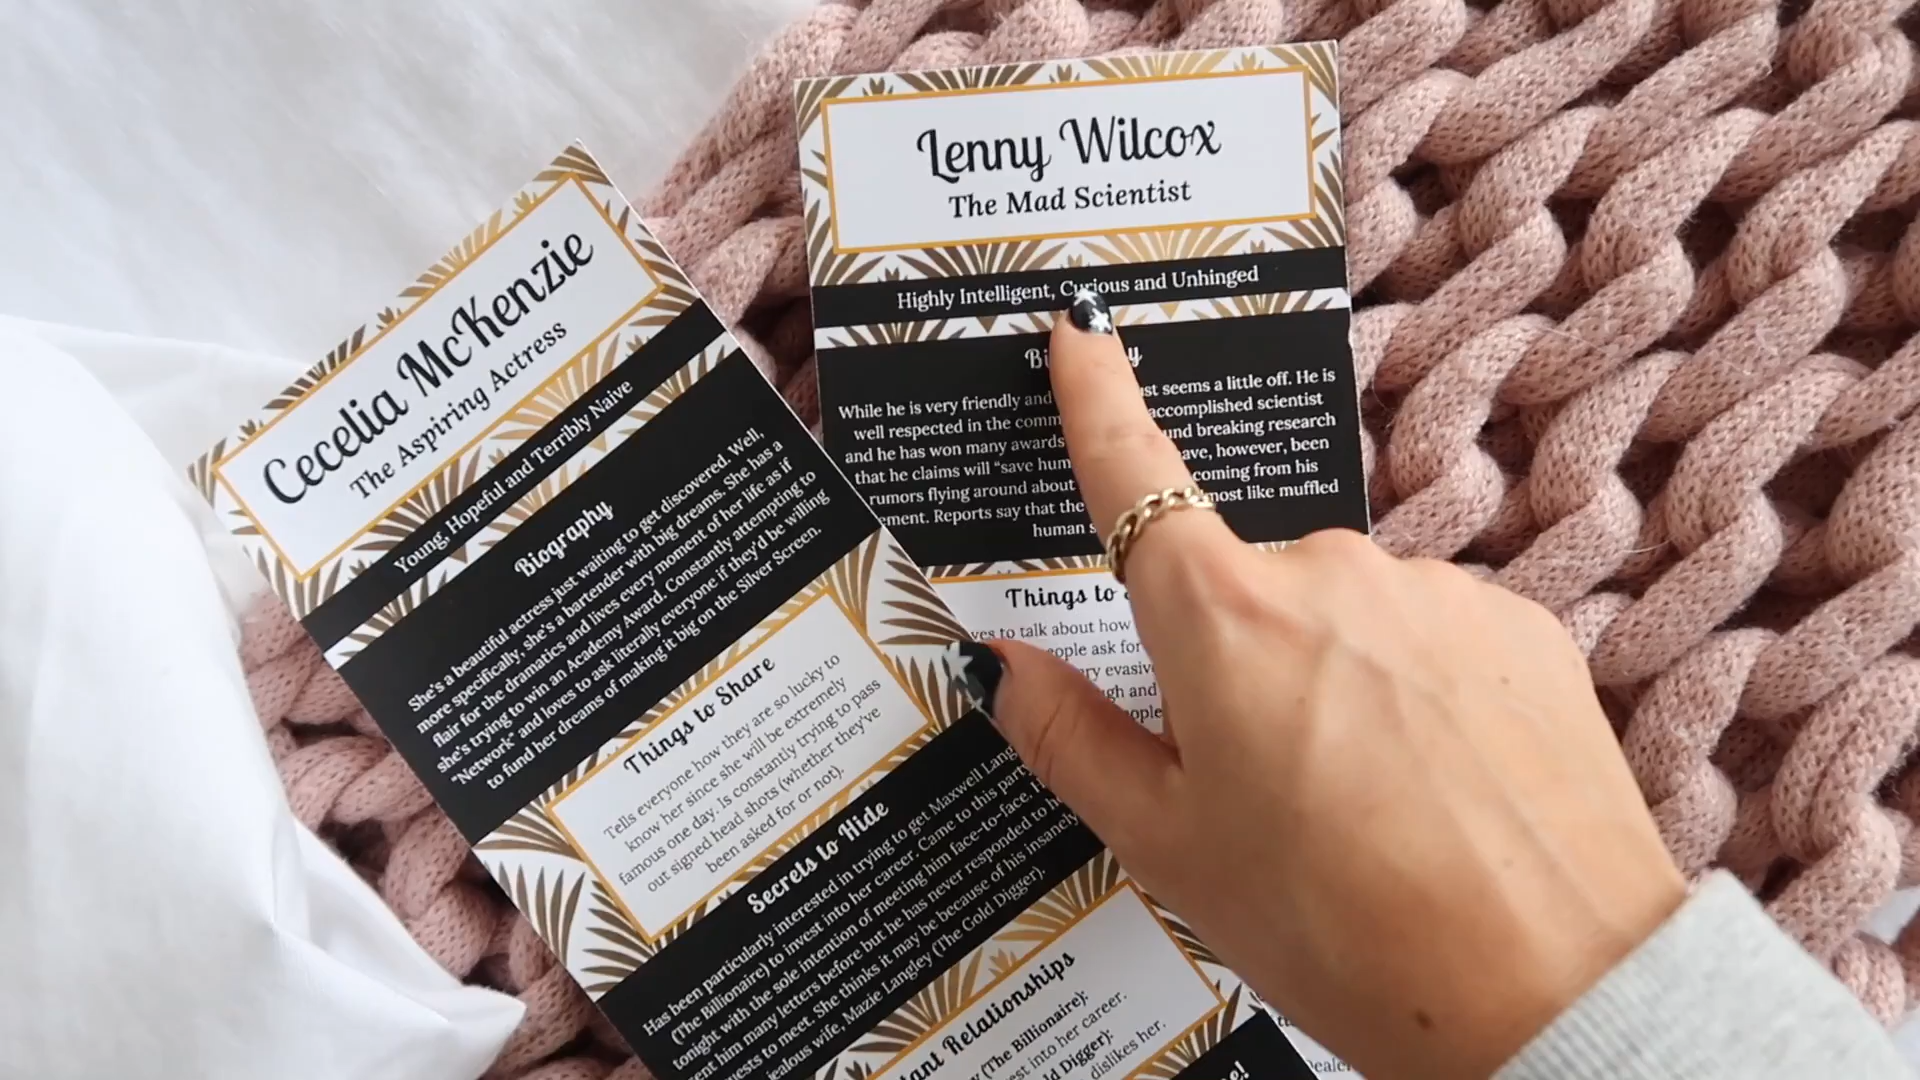 Cecelia McKenzie
The Aspiring Actress
Young, Hopeful and Terribly Naive
Biography
She's a beautiful actress just waiting to get discovered. Well,
more specifically, she's a bartender with big dreams. She has a
flair for the dramatics and lives every moment of her life as if
she's trying to win an Academy Award. Constantly attempting to
"Network" and loves to ask literally everyone if they'd be willing
to fund her dreams of making it big on the Silver Screen.
Things to Share
Tells everyone how they are so lucky to
know her since she will be extremely
famous one day. Is constantly trying to pass
out signed head shots (whether they've
been asked for or not).
Secrets to Hide
Has been particularly interested in trying to get Maxwell
(The Billionaire) to invest into her career. Came to this party
tonight with the sole intention of meeting him face-to-face.
him many letters before but he has never responded to
to meet. She thinks it may be because of his insanely
wife, Mazie Langley (The Gold Digger).
Relationships
(The Billionaire):
into her career.
Digger):
dislikes her.
Lenny Wilcox
The Mad Scientist
Highly Intelligent, Curious and Unhinged
While he is very friendly and seems a little off. He is
well respected in the accomplished scientist
and he has won many awards breaking research
that he claims will "save however, been
rumors flying around about coming from his
Reports say that the like muffled
human
Things to
to talk about how
ask for
and